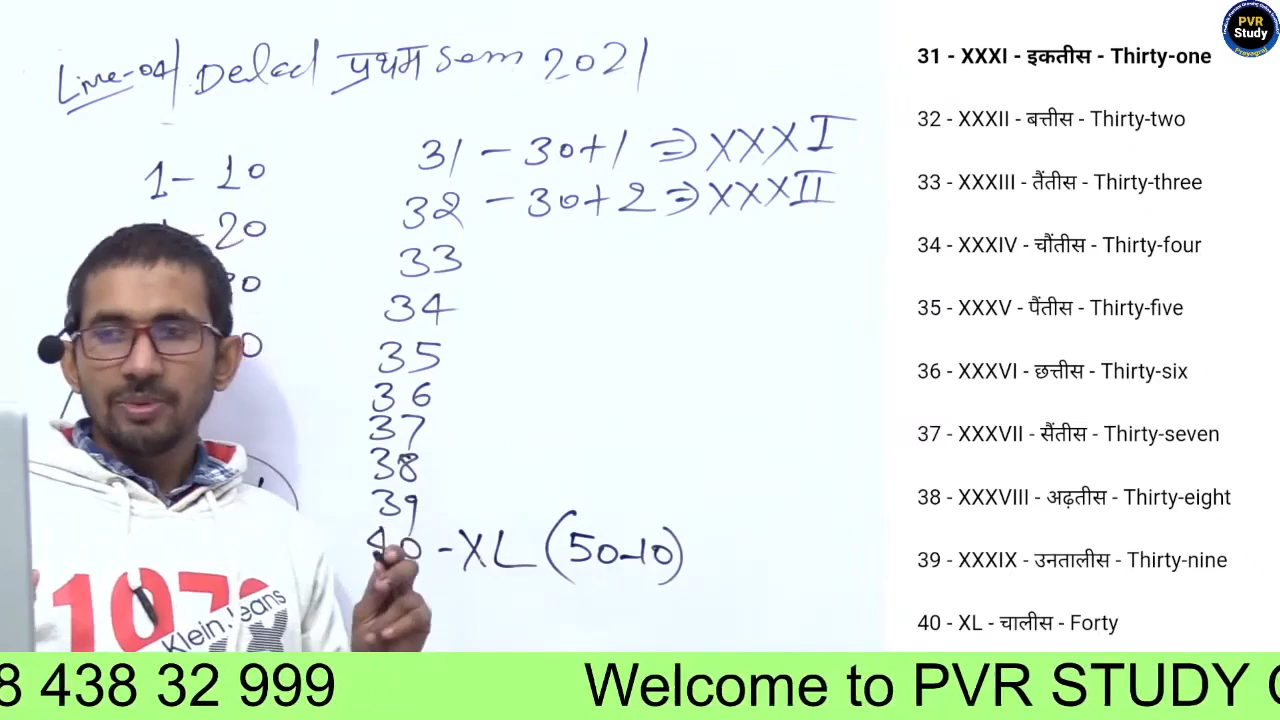 Live-04 Deled प्रथम Sem 2021
1 - 10
- 20
31 - 30+1 ⇒ XXXI
32 - 30+2 ⇒ XXXII
33
34
35
36
37
38
39
40 - XL (50-10)
PVR
Study
Prayagraj
31 - XXXI - इकतीस - Thirty-one
32 - XXXII - बत्तीस - Thirty-two
33 - XXXIII - तैंतीस - Thirty-three
34 - XXXIV - चौंतीस - Thirty-four
35 - XXXV - पैंतीस - Thirty-five
36 - XXXVI - छत्तीस - Thirty-six
37 - XXXVII - सैंतीस - Thirty-seven
38 - XXXVIII - अढ़तीस - Thirty-eight
39 - XXXIX - उनतालीस - Thirty-nine
40 - XL - चालीस - Forty
Klein Jeans
8 438 32 999 Welcome to PVR STUDY